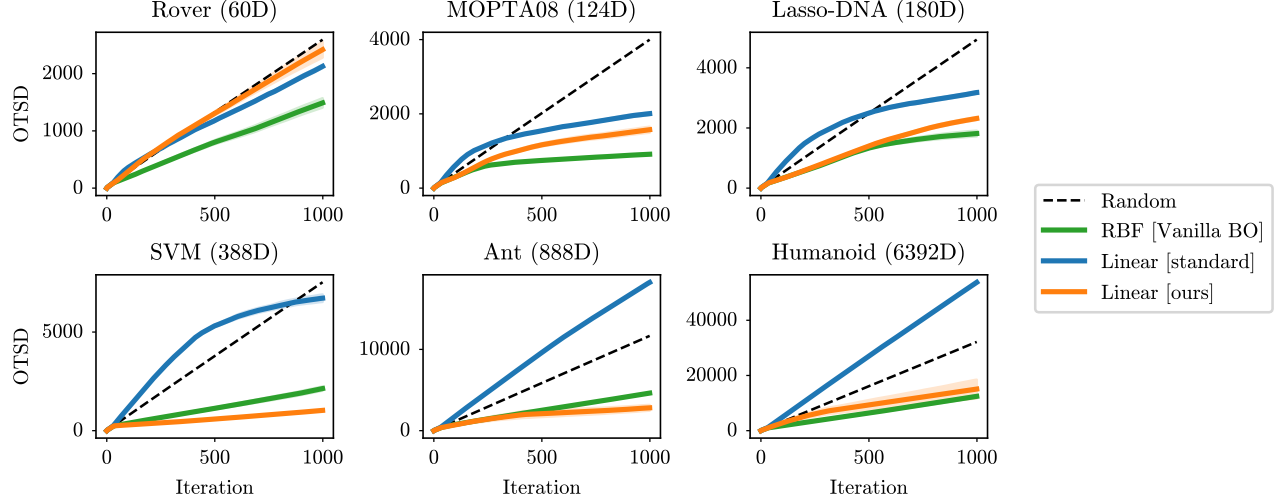 Rover (60D)
MOPTA08 (124D)
Lasso-DNA (180D)
OTSD
2000
1000
0
0
500
1000
4000
2000
0
0
500
1000
4000
2000
0
0
500
1000
Random
RBF [Vanilla BO]
Linear [standard]
Linear [ours]
SVM (388D)
Ant (888D)
Humanoid (6392D)
OTSD
5000
0
0
500
1000
Iteration
10000
0
0
500
1000
Iteration
40000
20000
0
0
500
1000
Iteration